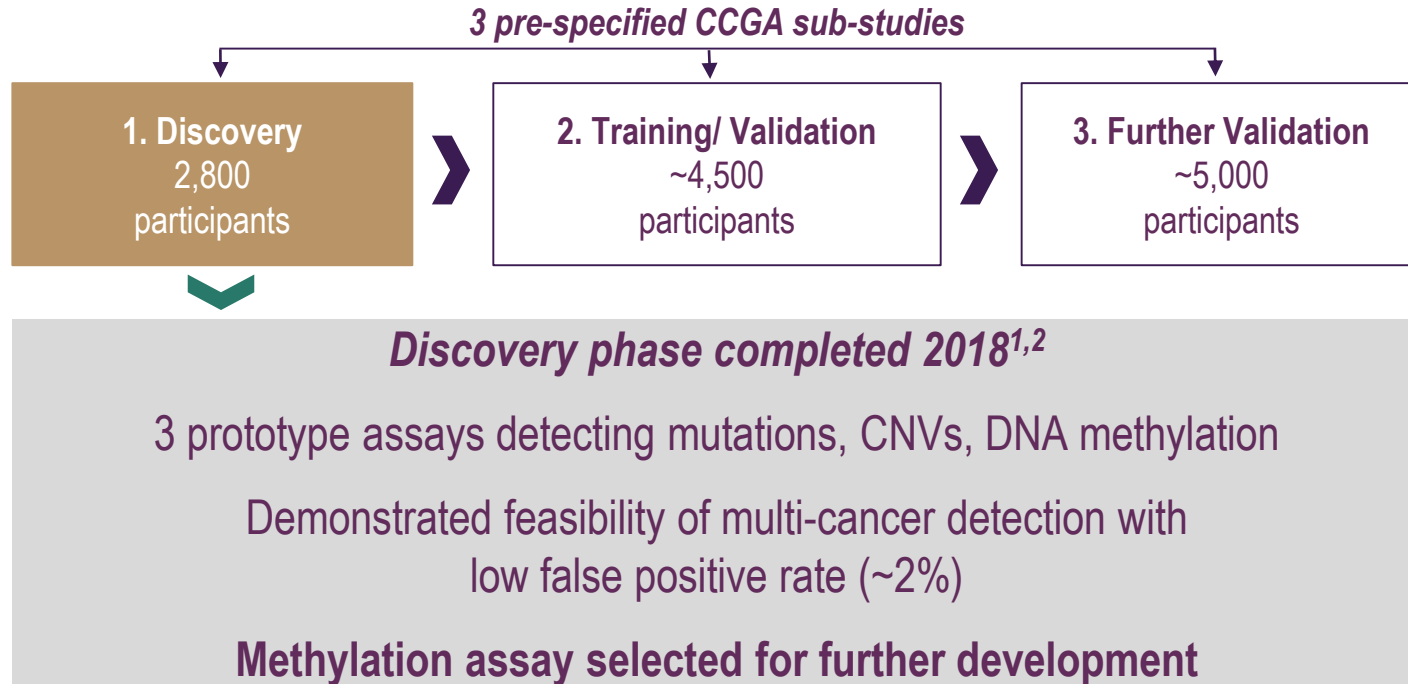 3 pre-specified CCGA sub-studies
1. Discovery
2,800
participants
2. Training/ Validation
~4,500
participants
3. Further Validation
~5,000
participants
Discovery phase completed 2018¹,²
3 prototype assays detecting mutations, CNVs, DNA methylation
Demonstrated feasibility of multi-cancer detection with
low false positive rate (~2%)
Methylation assay selected for further development